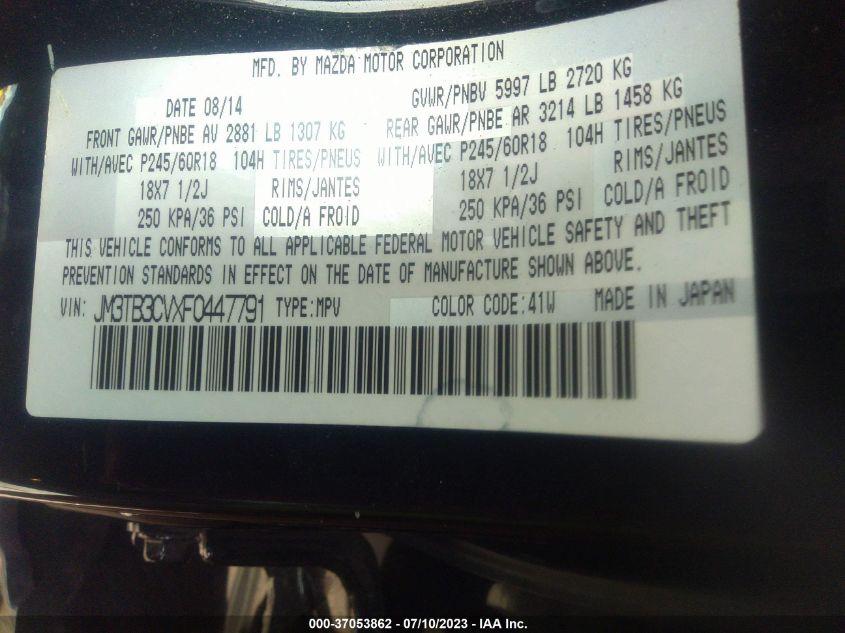 MFD. BY MAZDA MOTOR CORPORATION
DATE 08/14 GVWR/PNBV 5997 LB 2720 KG
FRONT GAWR/PNBE AV 2881 LB 1307 KG REAR GAWR/PNBE AR 3214 LB 1458 KG
WITH/AVEC P245/60R18 104H TIRES/PNEUS WITH/AVEC P245/60R18 104H TIRES/PNEUS
18X7 1/2J RIMS/JANTES 18X7 1/2J RIMS/JANTES
250 KPA/36 PSI COLD/A FROID 250 KPA/36 PSI COLD/A FROID
THIS VEHICLE CONFORMS TO ALL APPLICABLE FEDERAL MOTOR VEHICLE SAFETY AND THEFT
PREVENTION STANDARDS IN EFFECT ON THE DATE OF MANUFACTURE SHOWN ABOVE.
VIN: JM3TB3CVXF0447791 TYPE:MPV COLOR CODE:41W MADE IN JAPAN
000-37053862 - 07/10/2023 - IAA Inc.